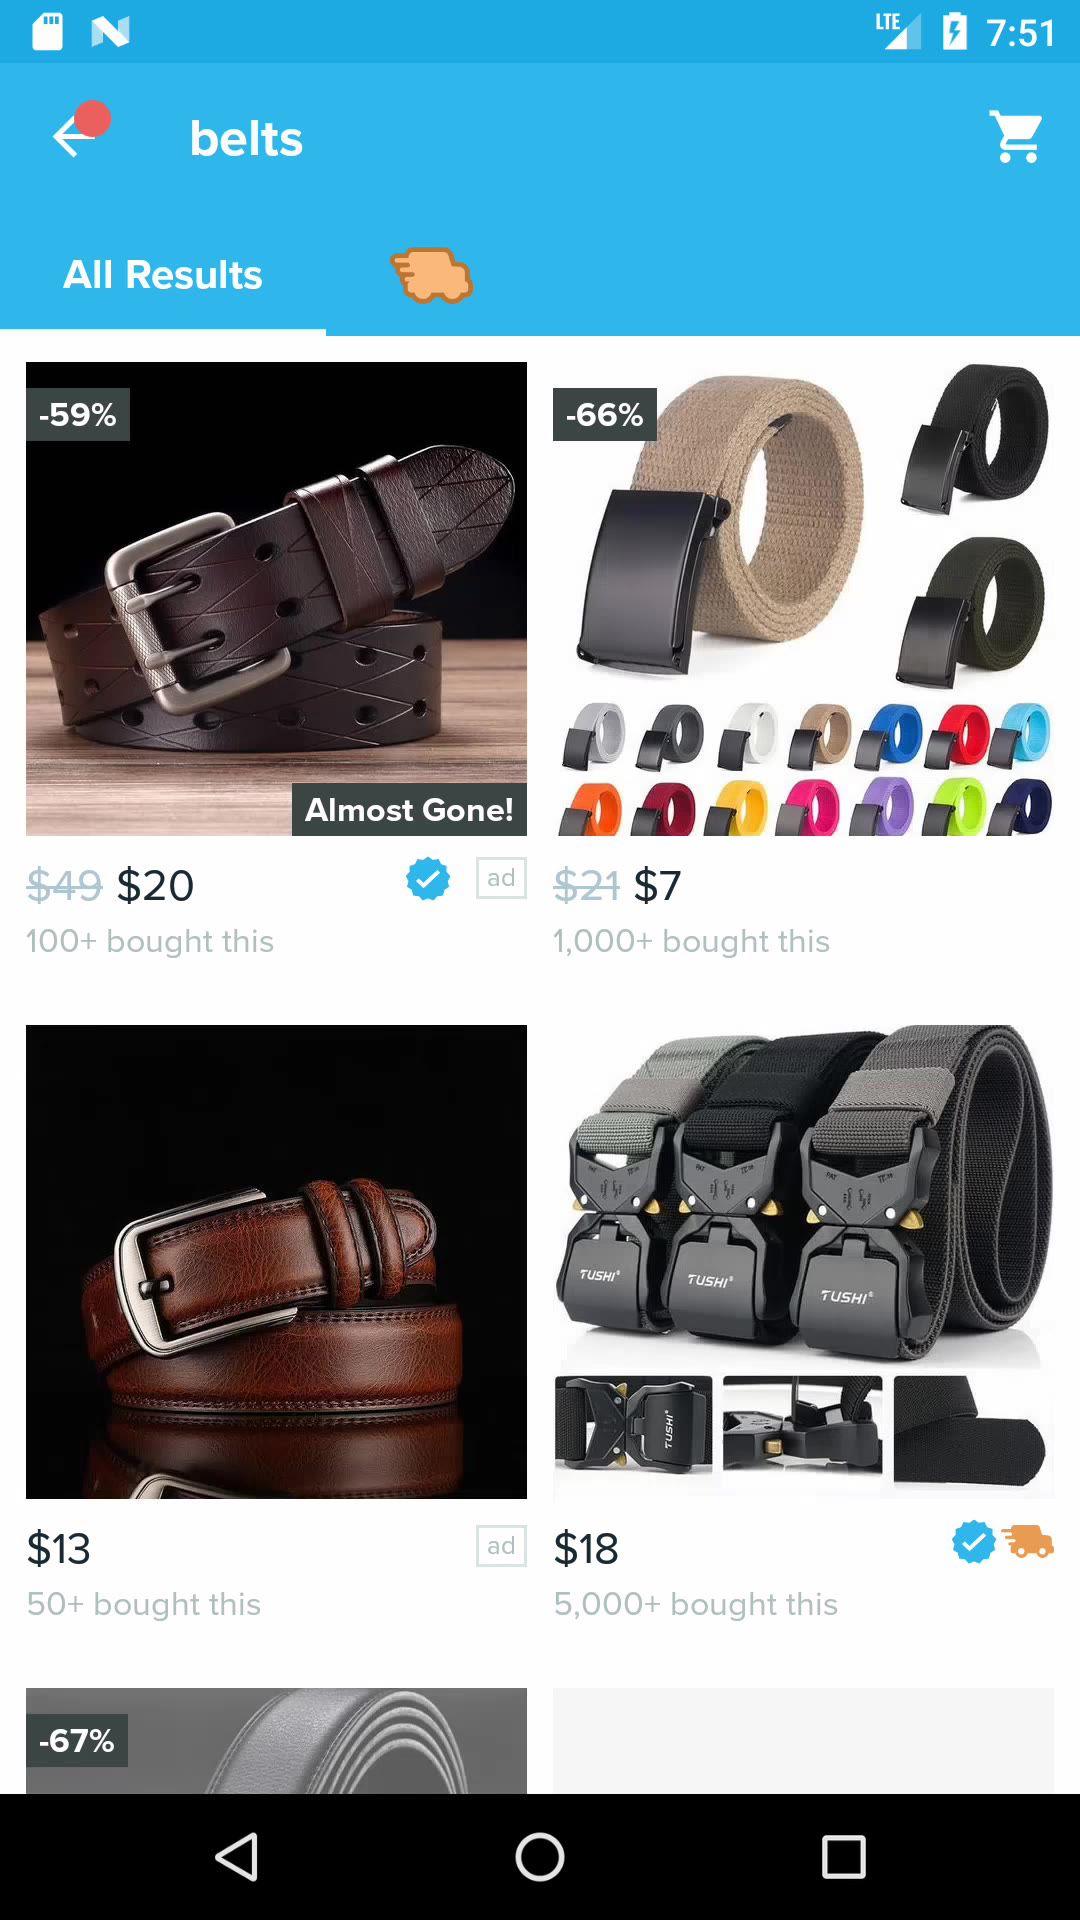 LTE 7:51
belts
All Results
-59%
-66%
Almost Gone!
$49 $20 ad
$21 $7
100+ bought this
1,000+ bought this
TUSHI
TUSHI
TUSHI
TUSHI
$13 ad
$18
50+ bought this
5,000+ bought this
-67%